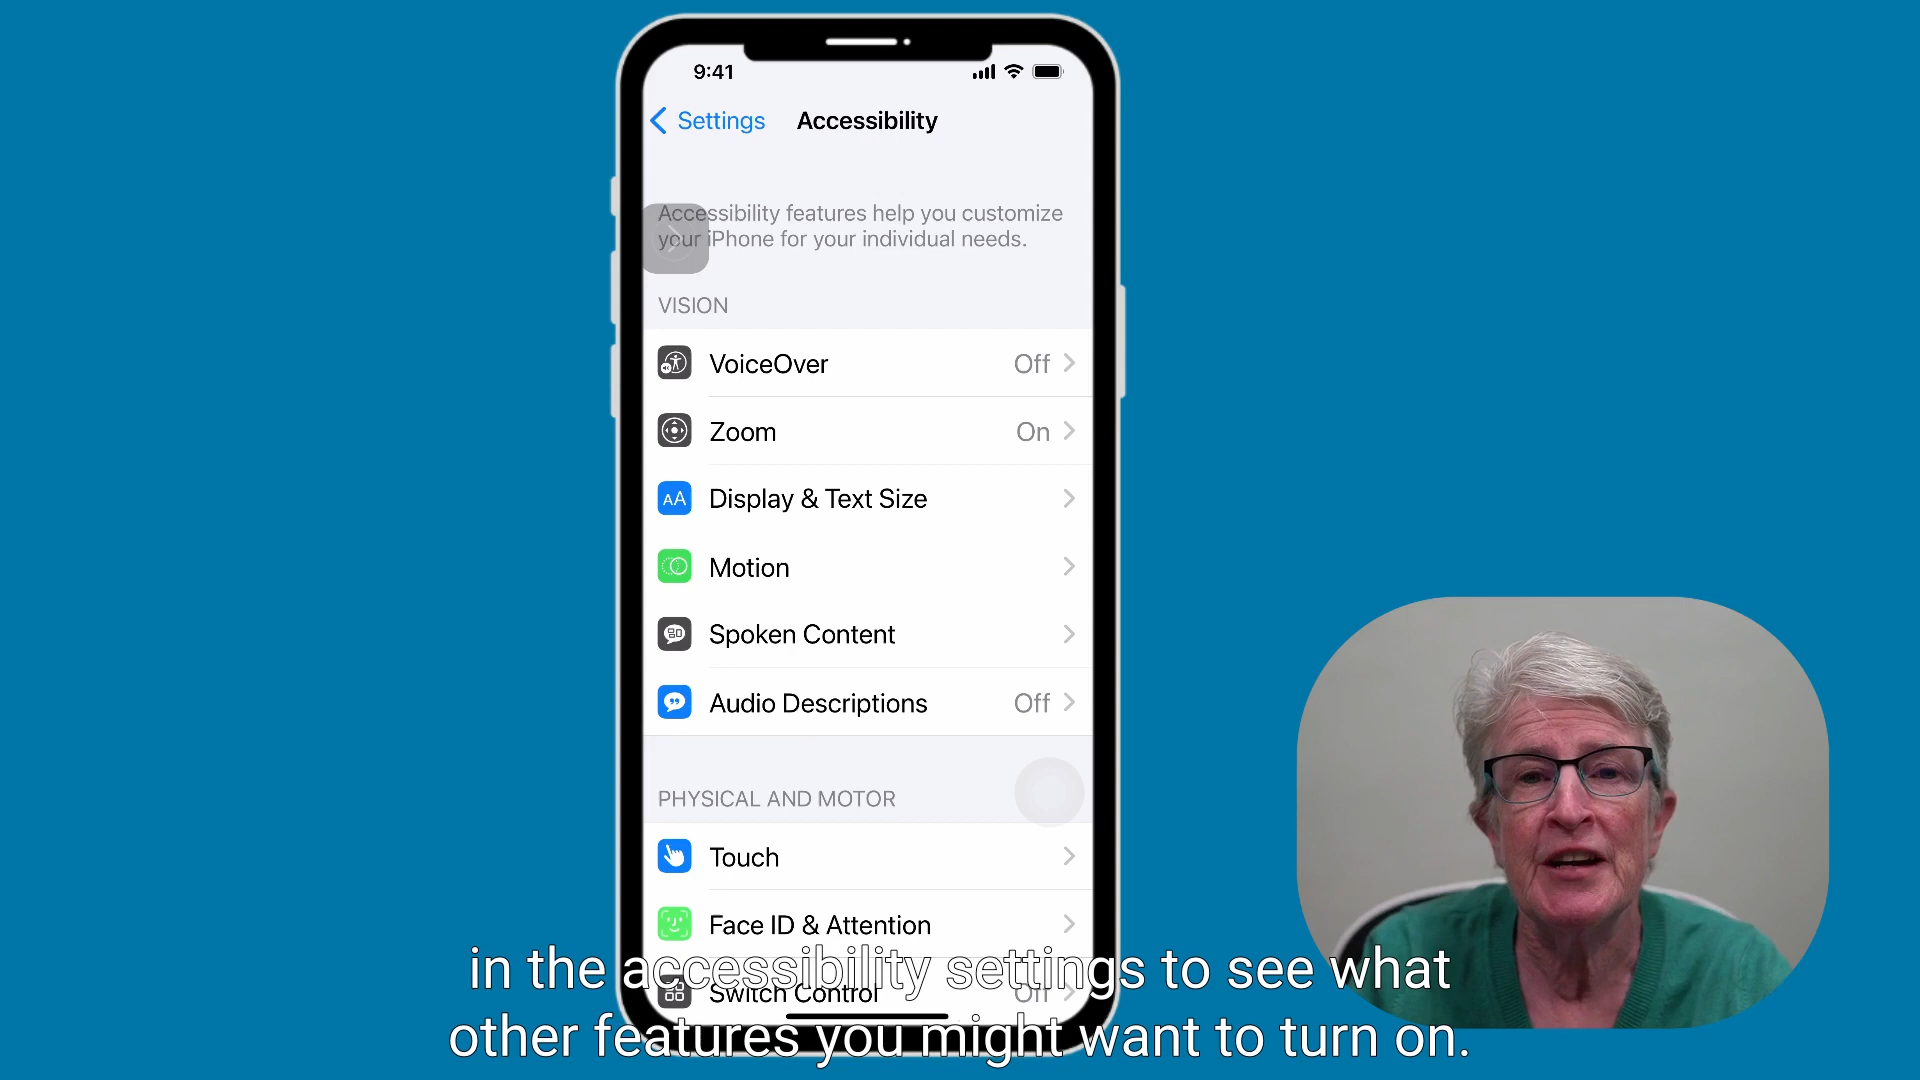 9:41
Settings
Accessibility
Accessibility features help you customize
your iPhone for your individual needs.
VISION
VoiceOver Off
Zoom On
AA Display & Text Size
Motion
Spoken Content
Audio Descriptions Off
PHYSICAL AND MOTOR
Touch
Face ID & Attention
Switch Control Off
in the accessibility settings to see what
other features you might want to turn on.